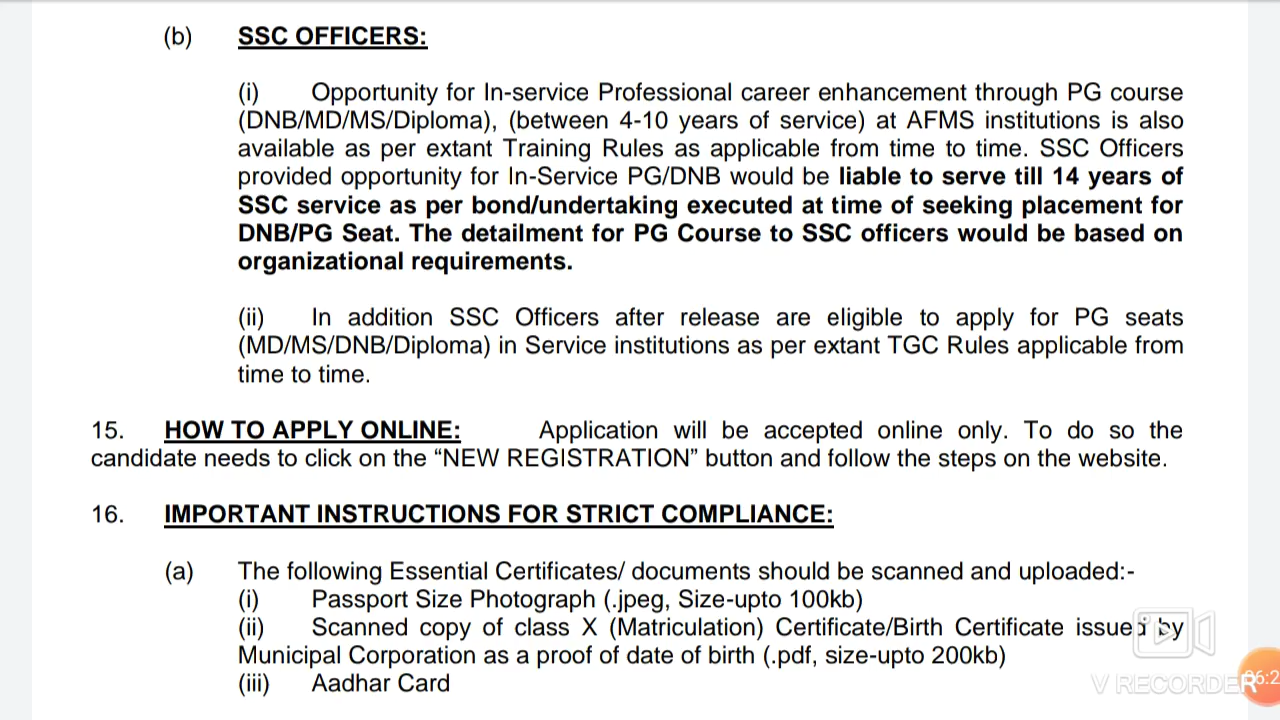 (b) SSC OFFICERS:
(i) Opportunity for In-service Professional career enhancement through PG course
(DNB/MD/MS/Diploma), (between 4-10 years of service) at AFMS institutions is also
available as per extant Training Rules as applicable from time to time. SSC Officers
provided opportunity for In-Service PG/DNB would be liable to serve till 14 years of
SSC service as per bond/undertaking executed at time of seeking placement for
DNB/PG Seat. The detailment for PG Course to SSC officers would be based on
organizational requirements.
(ii) In addition SSC Officers after release are eligible to apply for PG seats
(MD/MS/DNB/Diploma) in Service institutions as per extant TGC Rules applicable from
time to time.
15. HOW TO APPLY ONLINE: Application will be accepted online only. To do so the
candidate needs to click on the “NEW REGISTRATION” button and follow the steps on the website.
16. IMPORTANT INSTRUCTIONS FOR STRICT COMPLIANCE:
(a) The following Essential Certificates/ documents should be scanned and uploaded:-
(i) Passport Size Photograph (.jpeg, Size-upto 100kb)
(ii) Scanned copy of class X (Matriculation) Certificate/Birth Certificate issued by
Municipal Corporation as a proof of date of birth (.pdf, size-upto 200kb)
(iii) Aadhar Card
V RECORDER